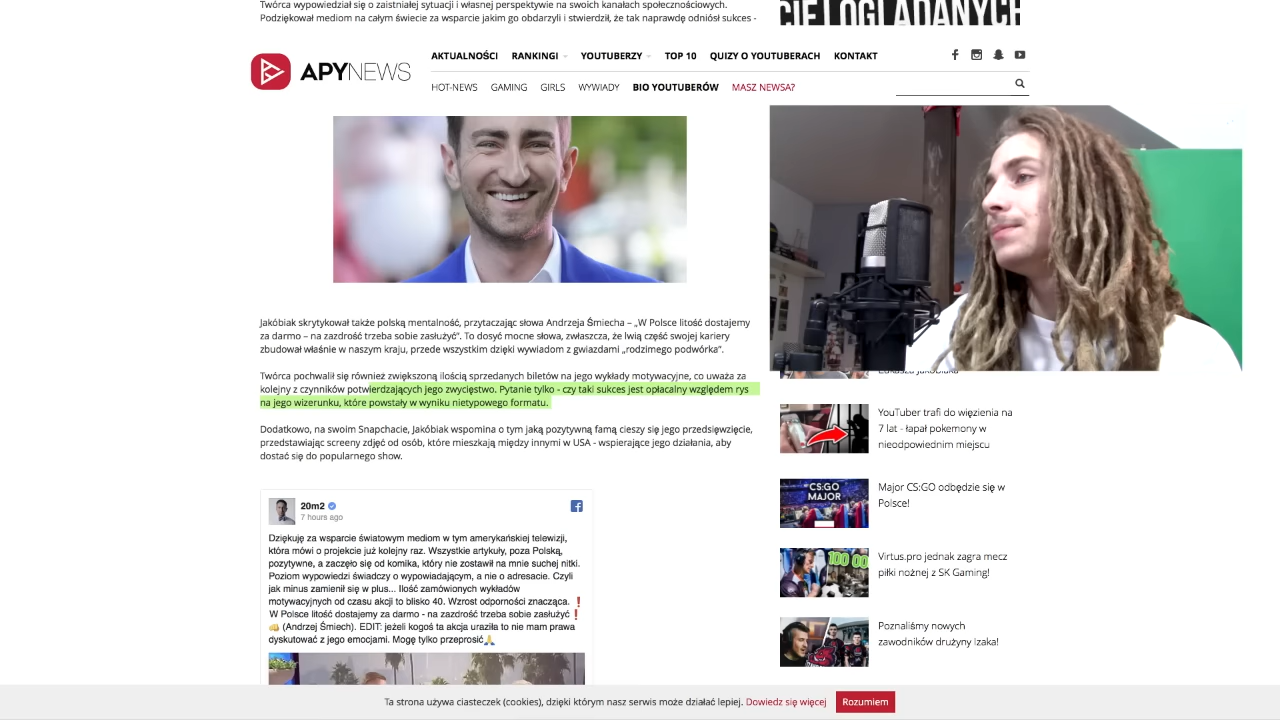 Twórca wypowiedział się o zaistniałej sytuacji i własnej perspektywie na swoich kanałach społecznościowych.
Podziękował mediom na całym świecie za wsparcie jakim go obdarzyli i stwierdził, że tak naprawdę odniósł sukces -
APYNEWS
AKTUALNOŚCI RANKINGI YOUTUBERZY TOP 10 QUIZY O YOUTUBERACH KONTAKT
HOT-NEWS GAMING GIRLS WYWIADY BIO YOUTUBERÓW MASZ NEWSA?
Jakóbiak skrytykował także polską mentalność, przytaczając słowa Andrzeja Śmiecha – „W Polsce litość dostajemy
za darmo – na zazdrość trzeba sobie zasłużyć". To dosyć mocne słowa, zwłaszcza, że lwią część swojej kariery
zbudował właśnie w naszym kraju, przede wszystkim dzięki wywiadom z gwiazdami „rodzimego podwórka".
Twórca pochwalił się również zwiększoną ilością sprzedanych biletów na jego wykłady motywacyjne, co uważa za
kolejny z czynników potwierdzających jego zwycięstwo. Pytanie tylko - czy taki sukces jest opłacalny względem rys
na jego wizerunku, które powstały w wyniku nietypowego formatu.
Dodatkowo, na swoim Snapchacie, Jakóbiak wspomina o tym jaką pozytywną famą cieszy się jego przedsięwzięcie,
przedstawiając screeny zdjęć od osób, które mieszkają między innymi w USA - wspierające jego działania, aby
dostać się do popularnego show.
20m2
7 hours ago
Dziękuję za wsparcie światowym mediom w tym amerykańskiej telewizji,
która mówi o projekcie już kolejny raz. Wszystkie artykuły, poza Polską,
pozytywne, a zaczęło się od komika, który nie zostawił na mnie suchej nitki.
Poziom wypowiedzi świadczy o wypowiadającym, a nie o adresacie. Czyli
jak minus zamienił się w plus... Ilość zamówionych wykładów
motywacyjnych od czasu akcji to blisko 40. Wzrost odporności znacząca. ❗
W Polsce litość dostajemy za darmo - na zazdrość trzeba sobie zasłużyć❗
👊 (Andrzej Śmiech). EDIT: jeżeli kogoś ta akcja uraziła to nie mam prawa
dyskutować z jego emocjami. Mogę tylko przeprosić🙏
YouTuber trafi do więzienia na
7 lat - łapał pokemony w
nieodpowiednim miejscu
CS:GO
MAJOR
Major CS:GO odbędzie się w
Polsce!
100 00
Virtus.pro jednak zagra mecz
piłki nożnej z SK Gaming!
Poznaliśmy nowych
zawodników drużyny Izaka!
Ta strona używa ciasteczek (cookies), dzięki którym nasz serwis może działać lepiej. Dowiedz się więcej Rozumiem